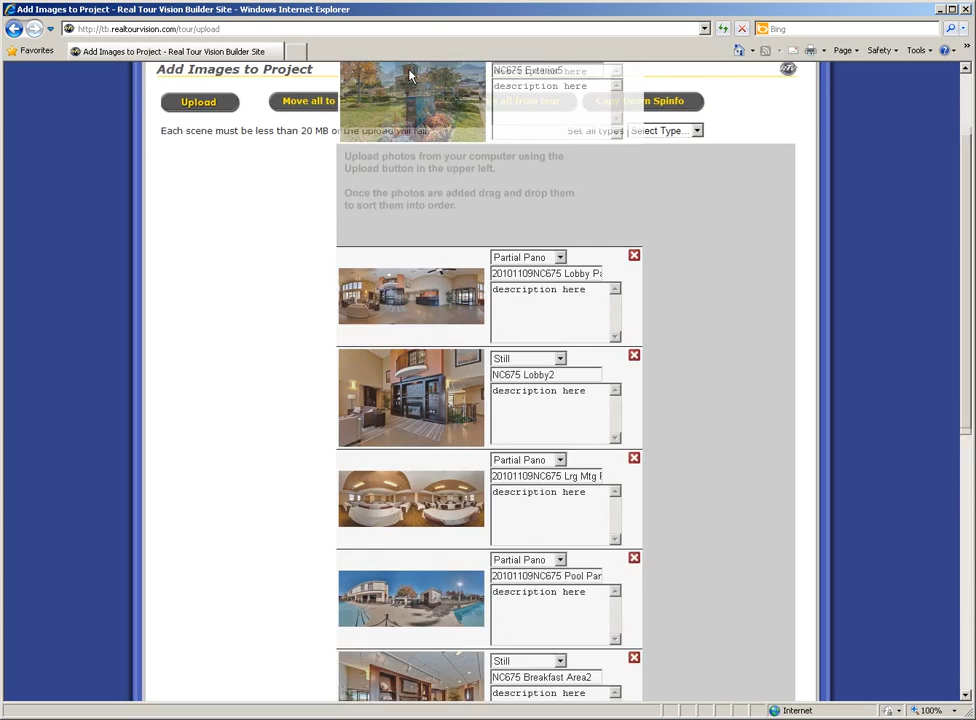 Add Images to Project - Real Tour Vision Builder Site - Windows Internet Explorer
http://tb.realtourvision.com/tour/upload
Bing
Favorites
Add Images to Project - Real Tour Vision Builder Site
Page
Safety
Tools
Add Images to Project
NC675 Exterior5
description here
Upload
Move all to
all from tour
Copy Down Spinfo
Each scene must be less than 20 MB or the upload will fail.
Set all types
Select Type...
Upload photos from your computer using the
Upload button in the upper left.
Once the photos are added drag and drop them
to sort them into order.
Partial Pano
20101109NC675 Lobby Pa
description here
Still
NC675 Lobby2
description here
Partial Pano
20101109NC675 Lrg Mtg
description here
Partial Pano
20101109NC675 Pool Par
description here
Still
NC675 Breakfast Area2
description here
Internet
100%